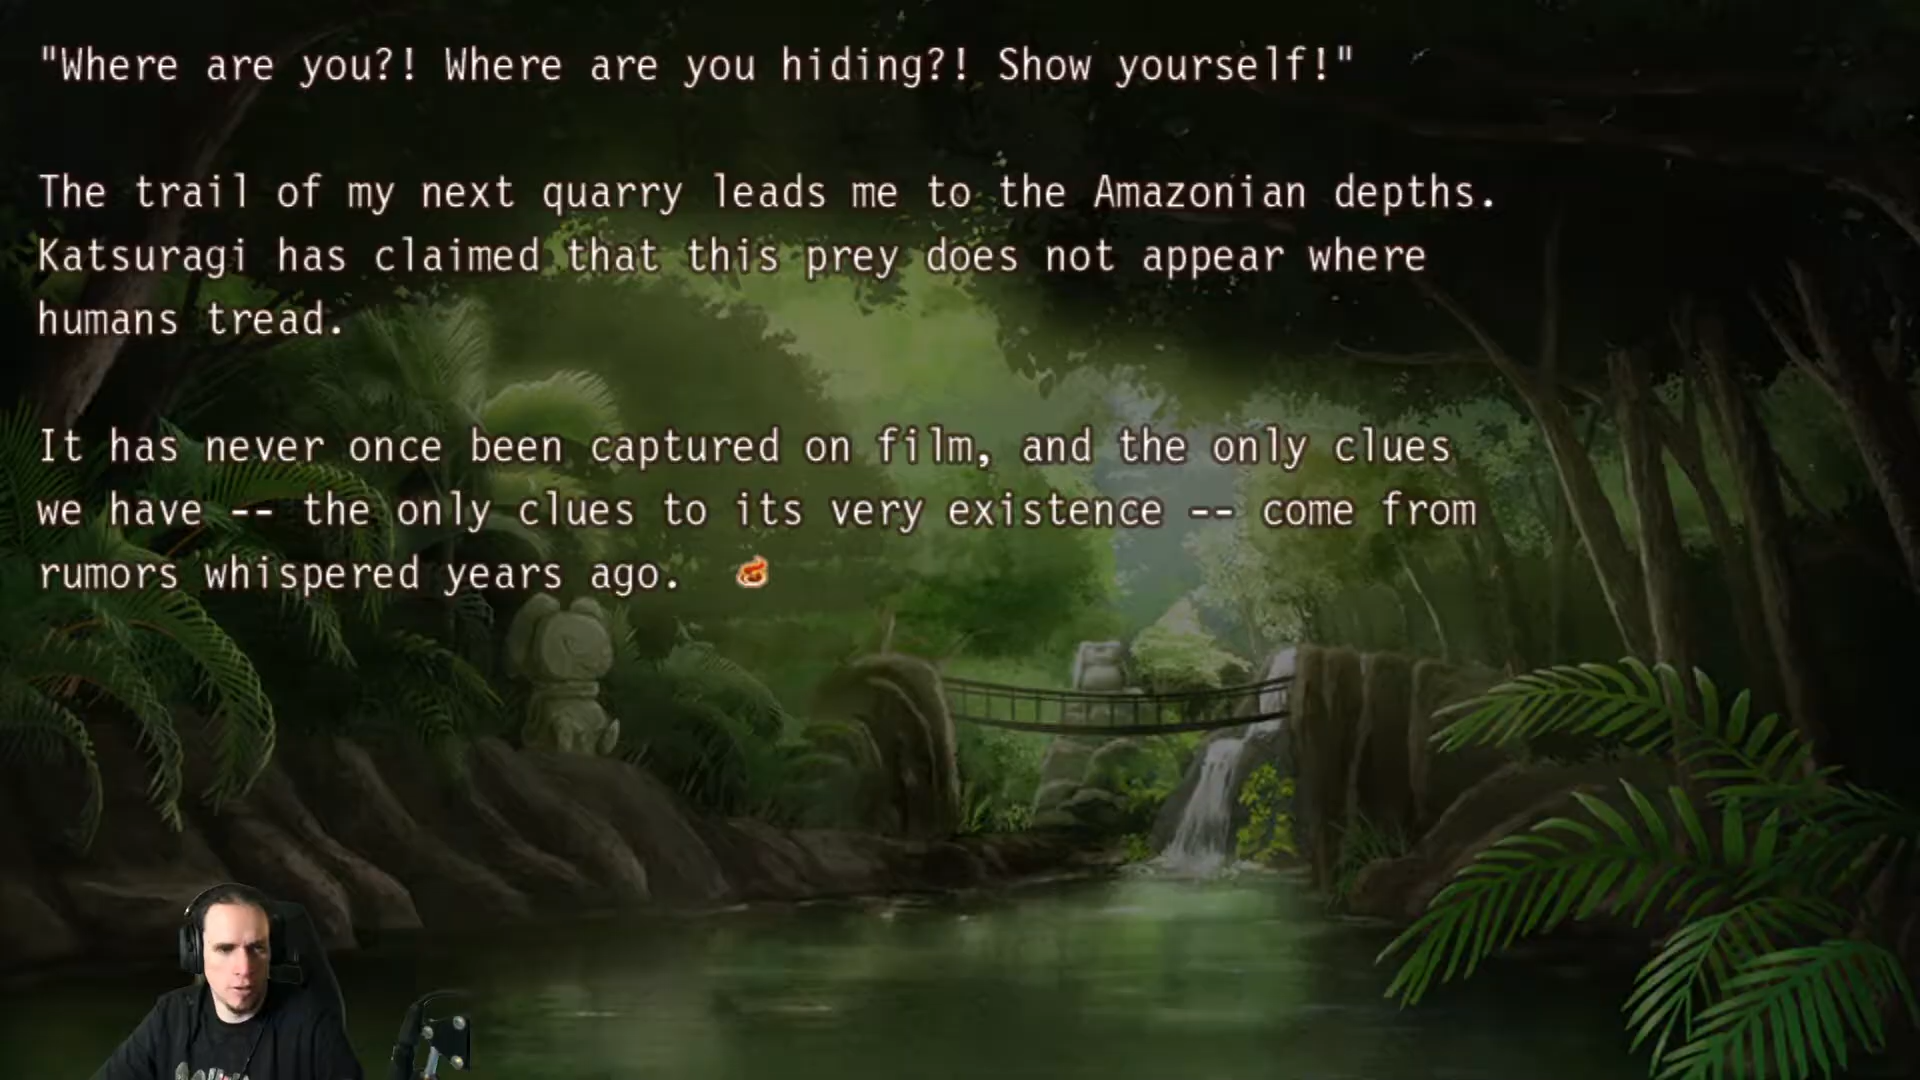 "Where are you?! Where are you hiding?! Show yourself!"
The trail of my next quarry leads me to the Amazonian depths.
Katsuragi has claimed that this prey does not appear where
humans tread.
It has never once been captured on film, and the only clues
we have -- the only clues to its very existence -- come from
rumors whispered years ago.